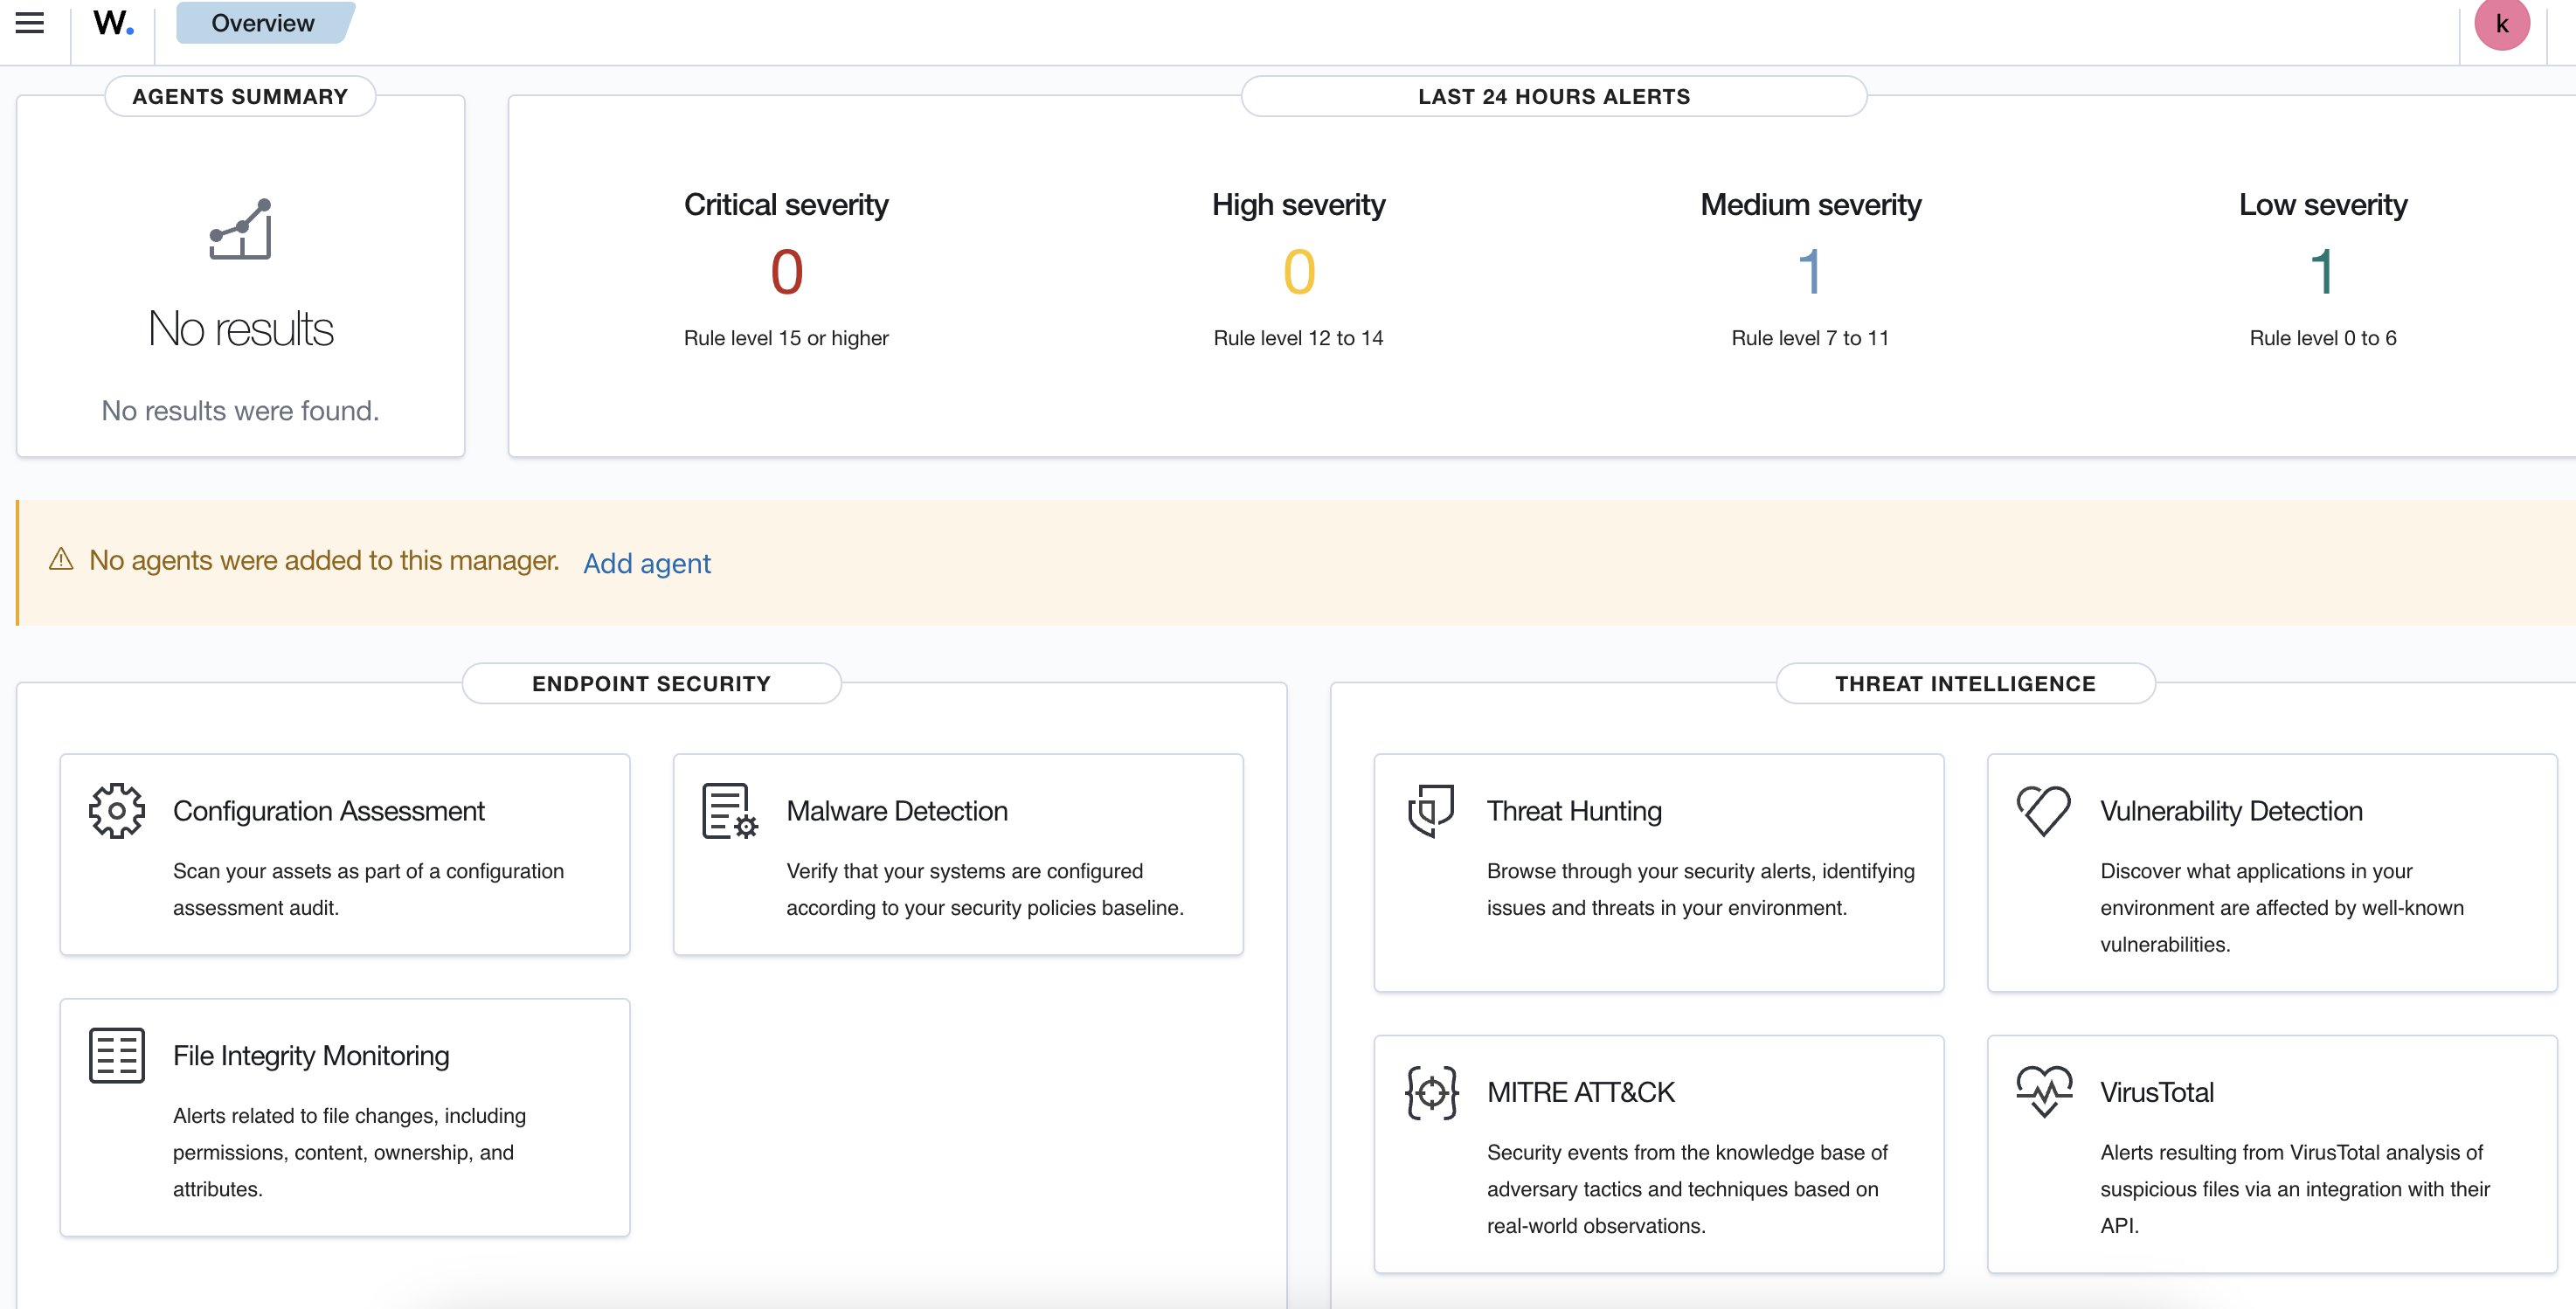 W.
Overview
k
AGENTS SUMMARY
No results
No results were found.
LAST 24 HOURS ALERTS
Critical severity
0
Rule level 15 or higher
High severity
0
Rule level 12 to 14
Medium severity
1
Rule level 7 to 11
Low severity
1
Rule level 0 to 6
No agents were added to this manager. Add agent
ENDPOINT SECURITY
Configuration Assessment
Scan your assets as part of a configuration
assessment audit.
Malware Detection
Verify that your systems are configured
according to your security policies baseline.
File Integrity Monitoring
Alerts related to file changes, including
permissions, content, ownership, and
attributes.
THREAT INTELLIGENCE
Threat Hunting
Browse through your security alerts, identifying
issues and threats in your environment.
Vulnerability Detection
Discover what applications in your
environment are affected by well-known
vulnerabilities.
MITRE ATT&CK
Security events from the knowledge base of
adversary tactics and techniques based on
real-world observations.
VirusTotal
Alerts resulting from VirusTotal analysis of
suspicious files via an integration with their
API.